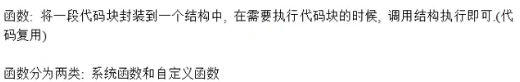 函数: 将一段代码块封装到一个结构中, 在需要执行代码块的时候, 调用结构执行即可.(代
码复用)
函数分为两类: 系统函数和自定义函数